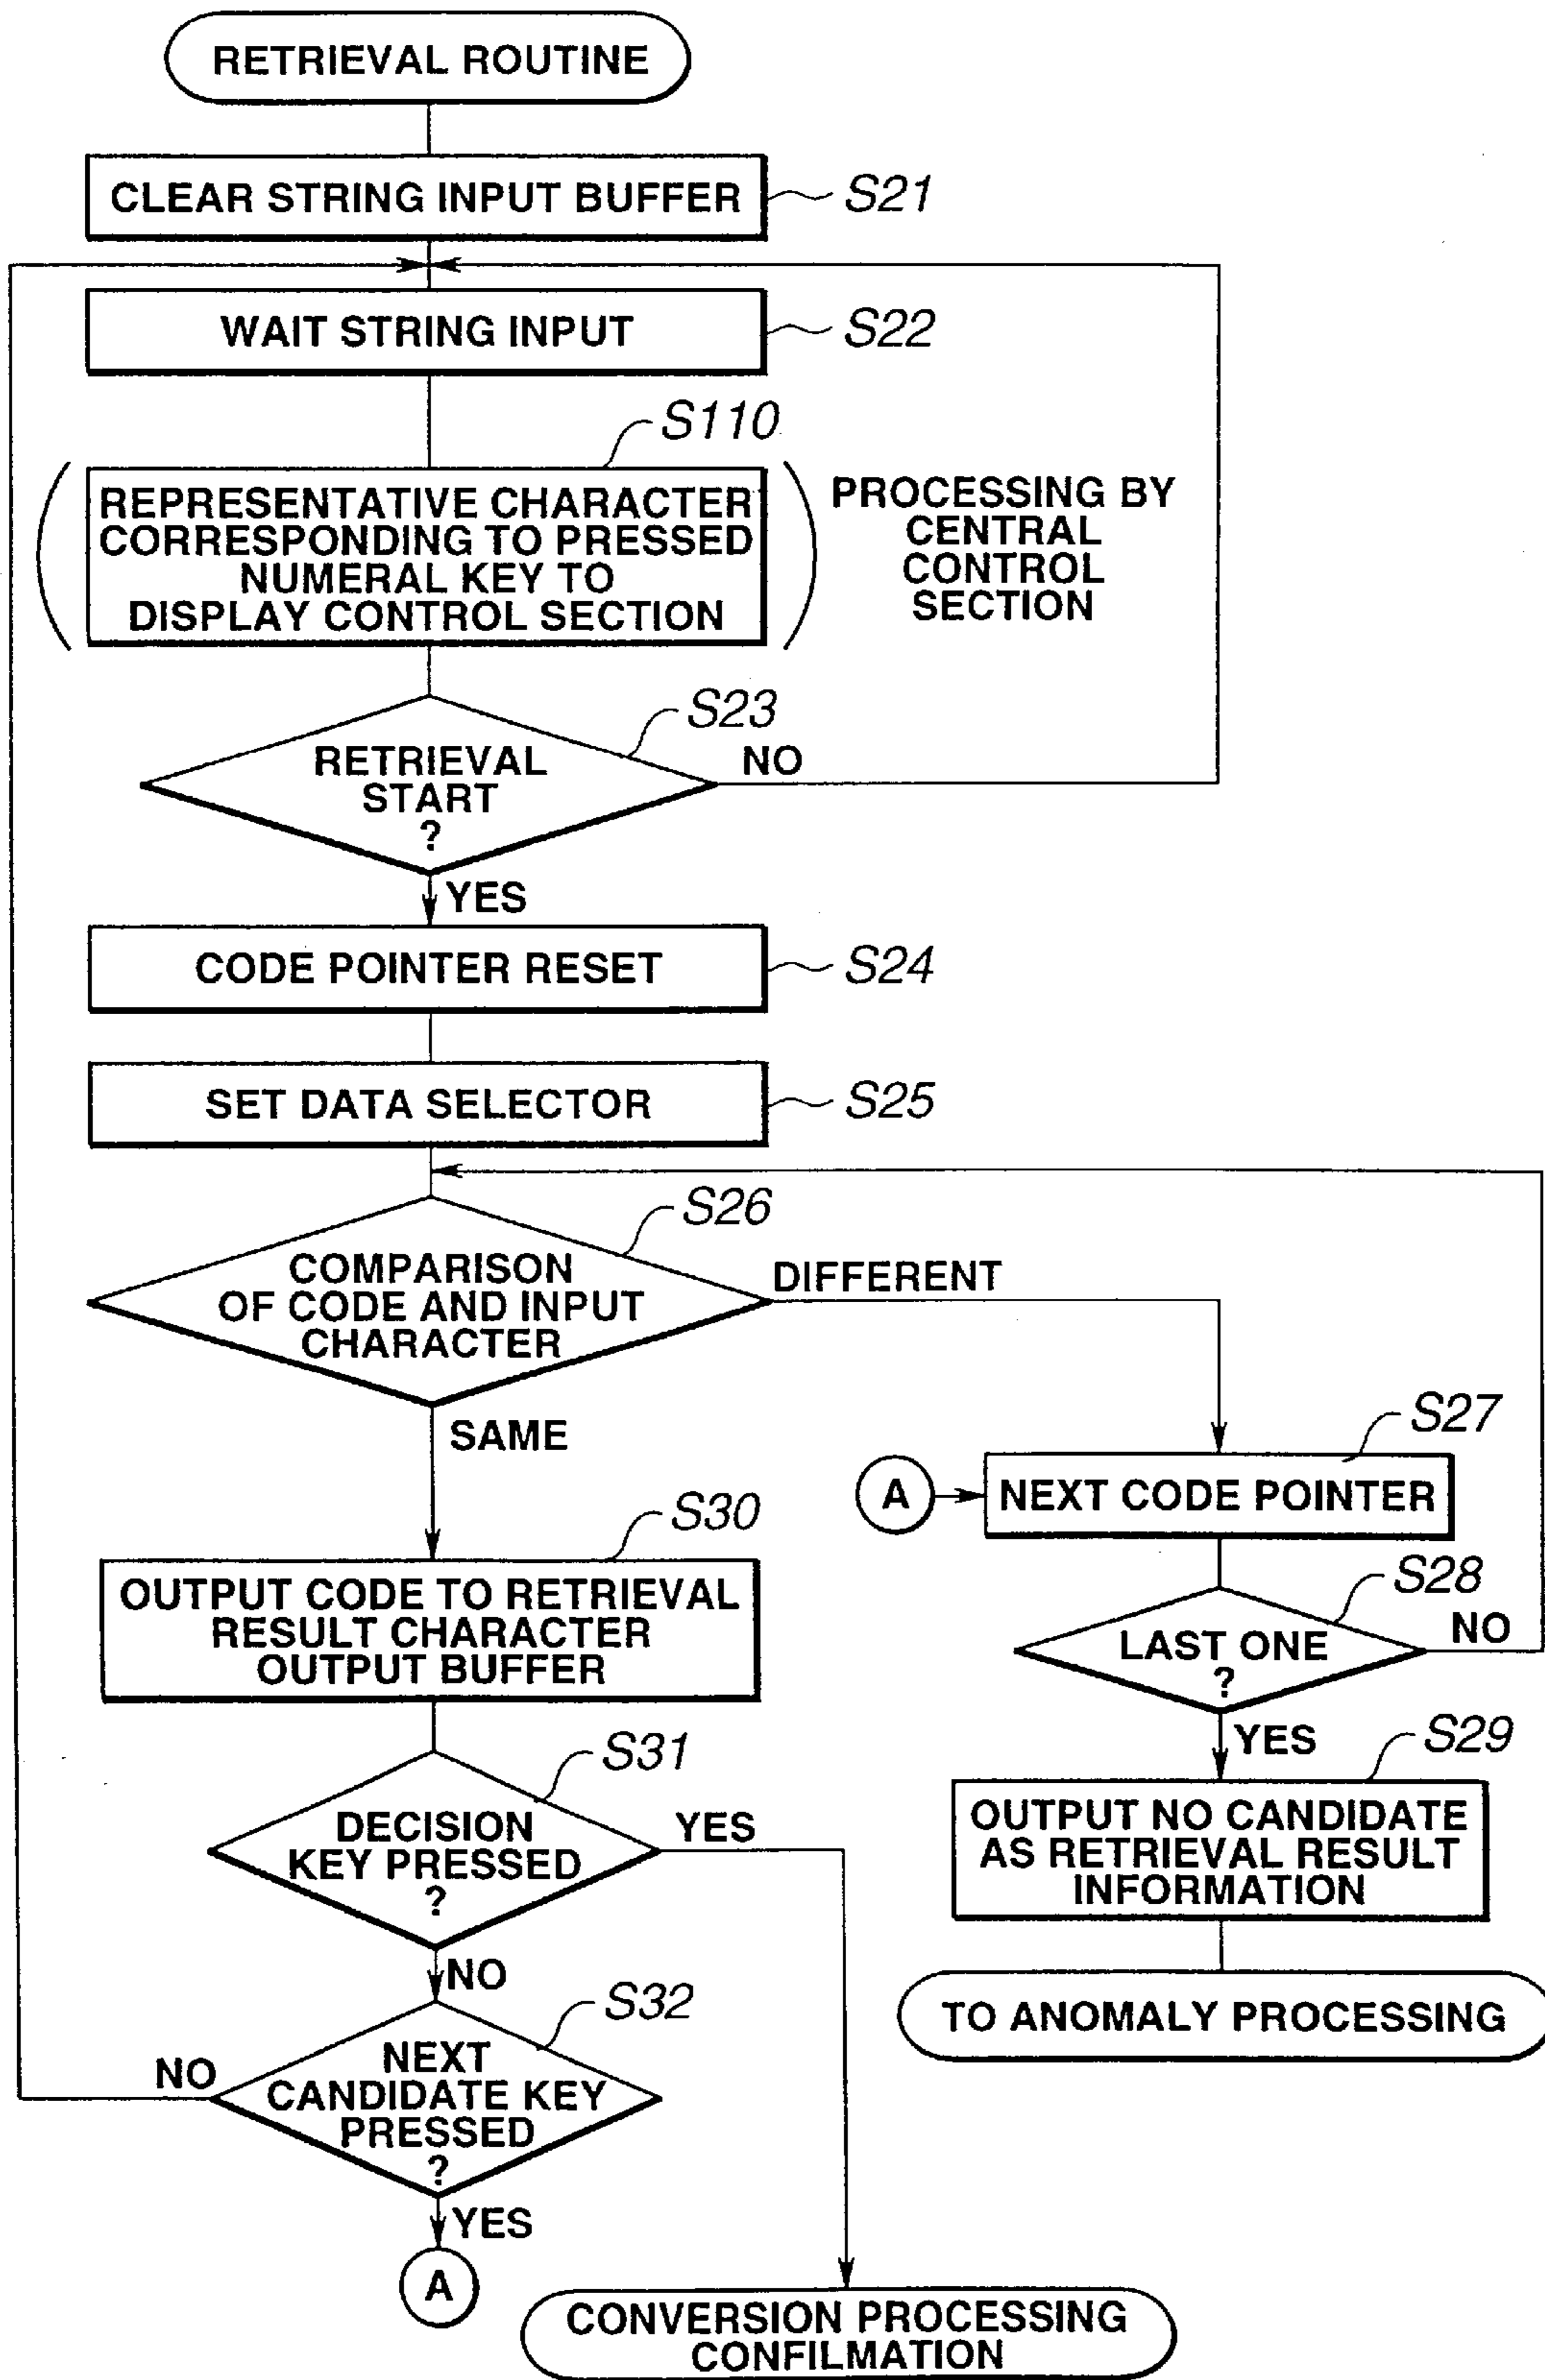 RETRIEVAL ROUTINE
CLEAR STRING INPUT BUFFER
S21
WAIT STRING INPUT
S22
S110
REPRESENTATIVE CHARACTER
CORRESPONDING TO PRESSED
NUMERAL KEY TO
DISPLAY CONTROL SECTION
PROCESSING BY
CENTRAL
CONTROL
SECTION
S23
RETRIEVAL
START
?
NO
YES
CODE POINTER RESET
S24
SET DATA SELECTOR
S25
S26
COMPARISON
OF CODE AND INPUT
CHARACTER
DIFFERENT
SAME
S27
A
NEXT CODE POINTER
S28
LAST ONE
?
NO
YES
S29
OUTPUT NO CANDIDATE
AS RETRIEVAL RESULT
INFORMATION
TO ANOMALY PROCESSING
S30
OUTPUT CODE TO RETRIEVAL
RESULT CHARACTER
OUTPUT BUFFER
S31
DECISION
KEY PRESSED
?
YES
NO
S32
NEXT
CANDIDATE KEY
PRESSED
?
NO
YES
A
CONVERSION PROCESSING
CONFILMATION